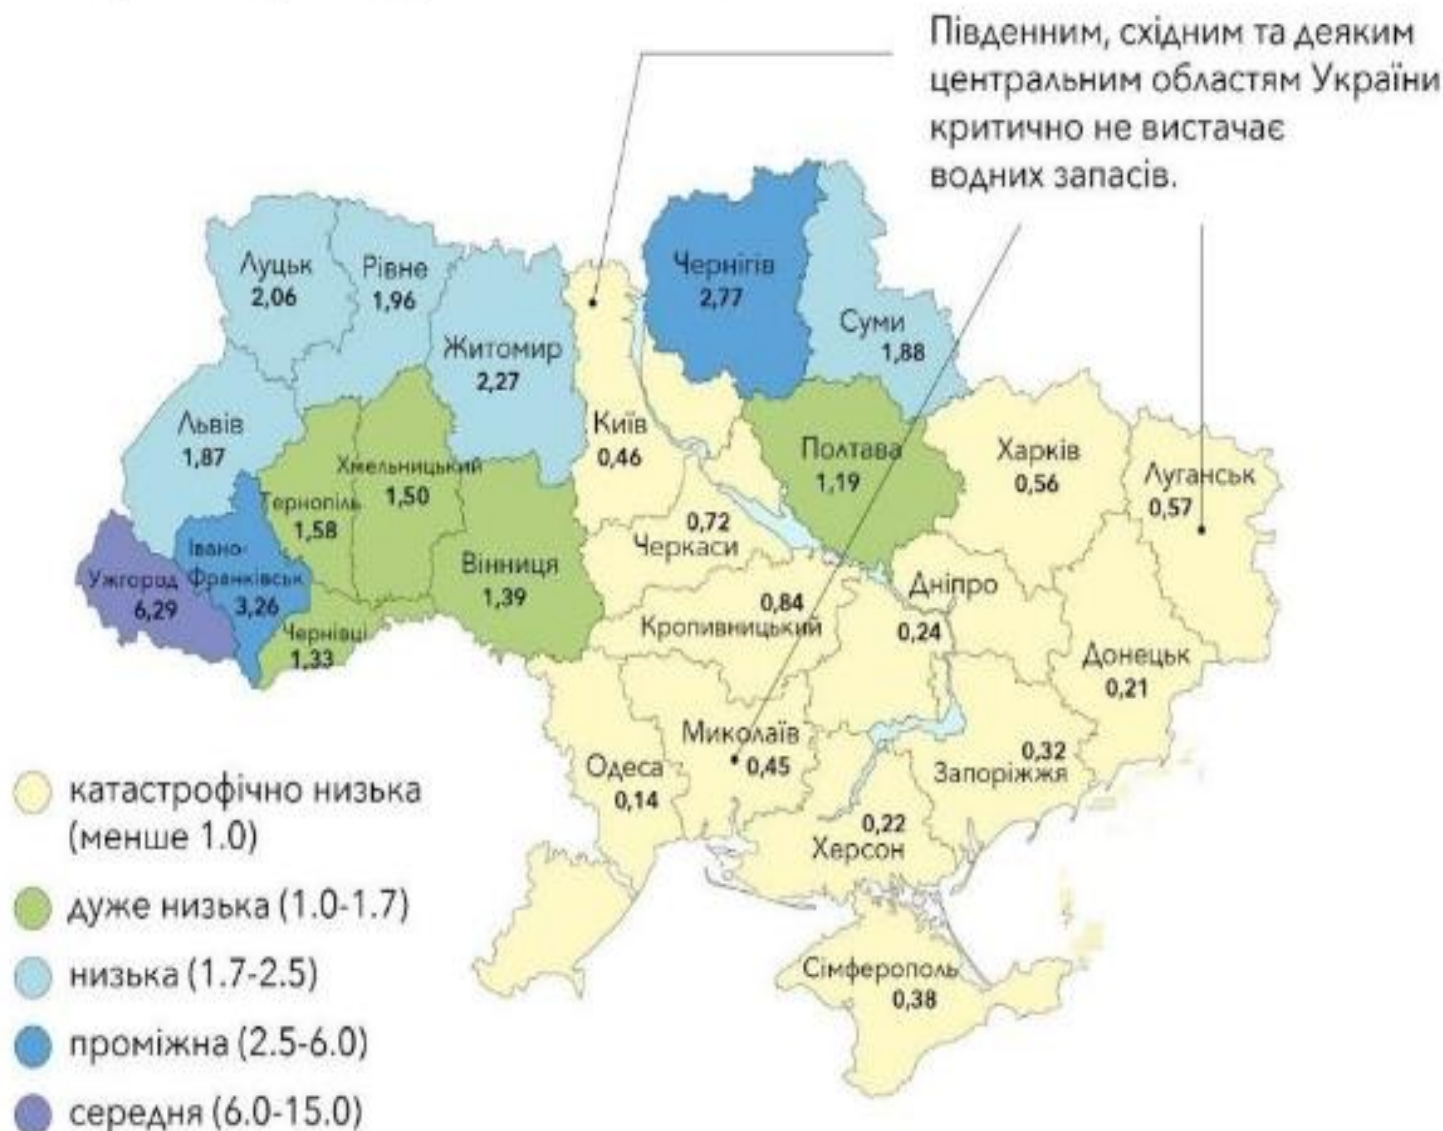 Південним, східним та деяким
центральним областям України
критично не вистачає
водних запасів.
Луцьк
2,06
Рівне
1,96
Житомир
2,27
Чернігів
2,77
Суми
1,88
Львів
1,87
Тернопіль
1,58
Хмельницький
1,50
Вінниця
1,39
Київ
0,46
Полтава
1,19
Харків
0,56
Луганськ
0,57
0,72
Черкаси
Ужгород
6,29
Івано-
Франківськ
3,26
Чернівці
1,33
0,84
Кропивницький
Дніпро
0,24
Донецьк
0,21
Миколаїв
0,45
Одеса
0,14
0,32
Запоріжжя
0,22
Херсон
Сімферополь
0,38
катастрофічно низька
(менше 1.0)
дуже низька (1.0-1.7)
низька (1.7-2.5)
проміжна (2.5-6.0)
середня (6.0-15.0)